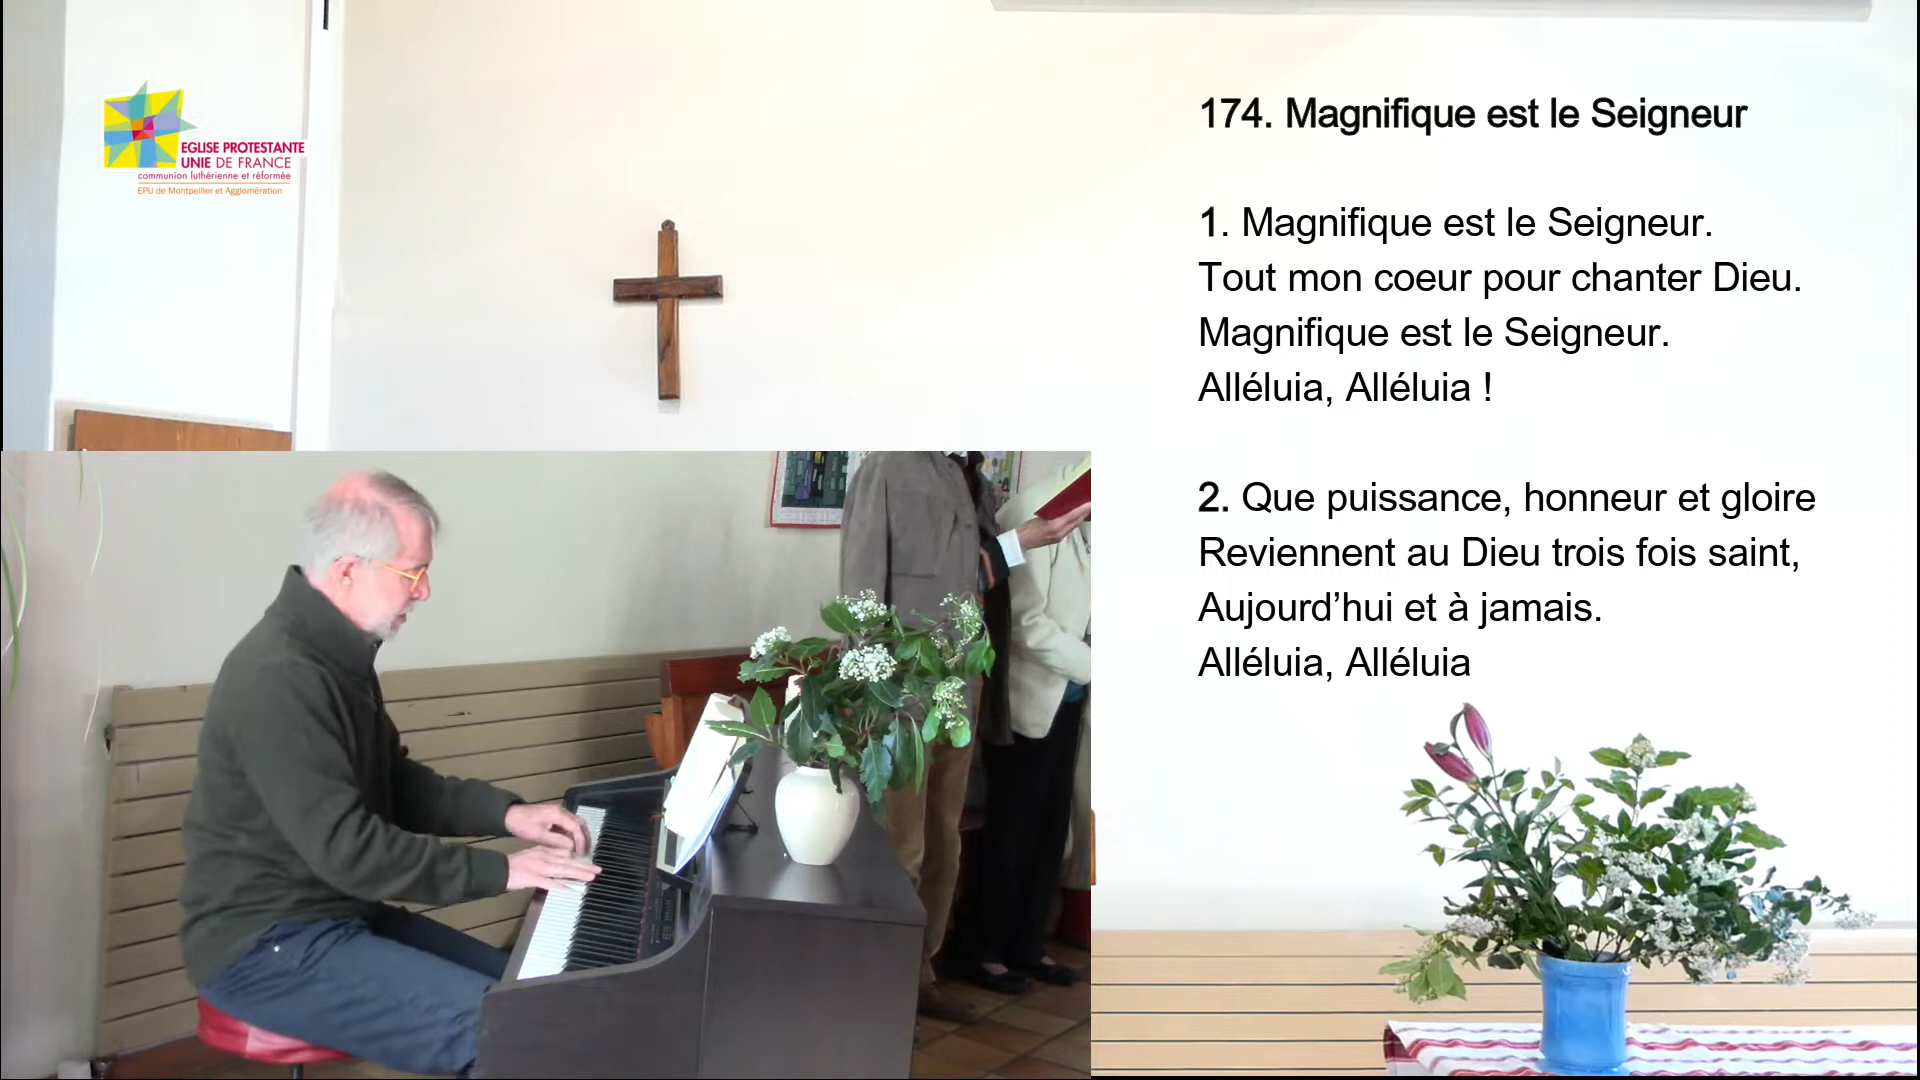 EGLISE PROTESTANTE
UNIE DE FRANCE
communion luthérienne et réformée
EPU de Montpellier et Agglomération
174. Magnifique est le Seigneur
1. Magnifique est le Seigneur.
Tout mon coeur pour chanter Dieu.
Magnifique est le Seigneur.
Alléluia, Alléluia !
2. Que puissance, honneur et gloire
Reviennent au Dieu trois fois saint,
Aujourd’hui et à jamais.
Alléluia, Alléluia